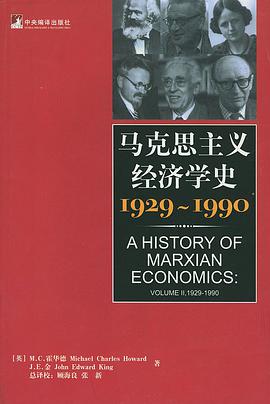 中央编译出版社
马克思主义
经济学史
1929~1990
A HISTORY OF
MARXIAN
ECONOMICS:
VOLUME II,1929-1990
[英] M.C.霍华德 Michael Charles Howard
J.E.金 John Edward King
著
总译校:顾海良 张 新